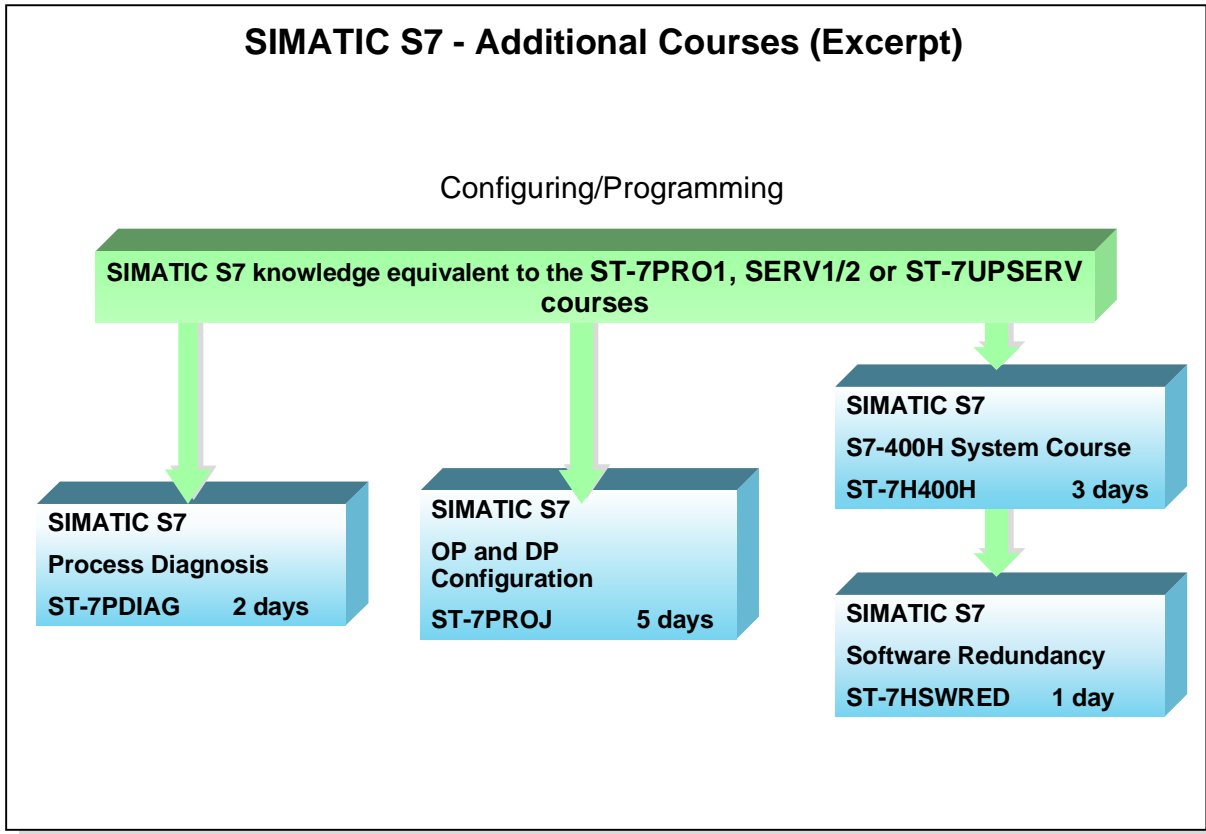 SIMATIC S7 - Additional Courses (Excerpt)
Configuring/Programming
SIMATIC S7 knowledge equivalent to the ST-7PRO1, SERV1/2 or ST-7UPSERV
courses
SIMATIC S7
Process Diagnosis
ST-7PDIAG 2 days
SIMATIC S7
OP and DP
Configuration
ST-7PROJ 5 days
SIMATIC S7
S7-400H System Course
ST-7H400H 3 days
SIMATIC S7
Software Redundancy
ST-7HSWRED 1 day